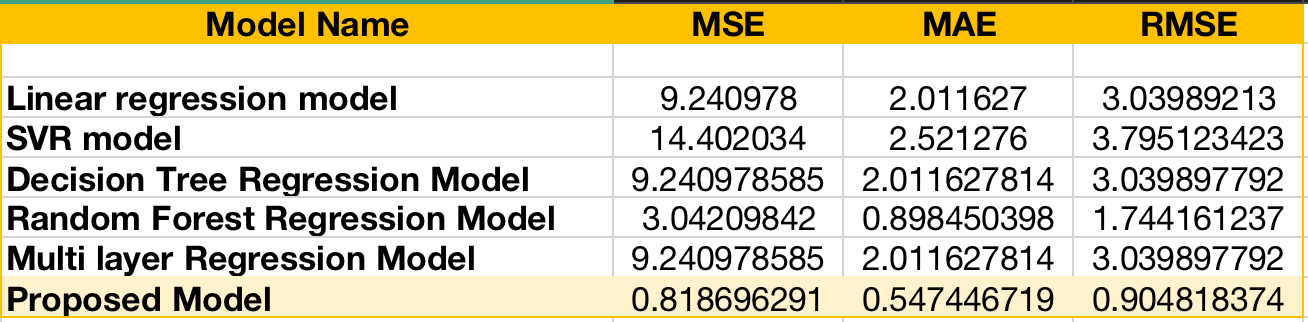 Model Name MSE MAE RMSE
Linear regression model 9.240978 2.011627 3.03989213
SVR model 14.402034 2.521276 3.795123423
Decision Tree Regression Model 9.240978585 2.011627814 3.039897792
Random Forest Regression Model 3.04209842 0.898450398 1.744161237
Multi layer Regression Model 9.240978585 2.011627814 3.039897792
Proposed Model 0.818696291 0.547446719 0.904818374